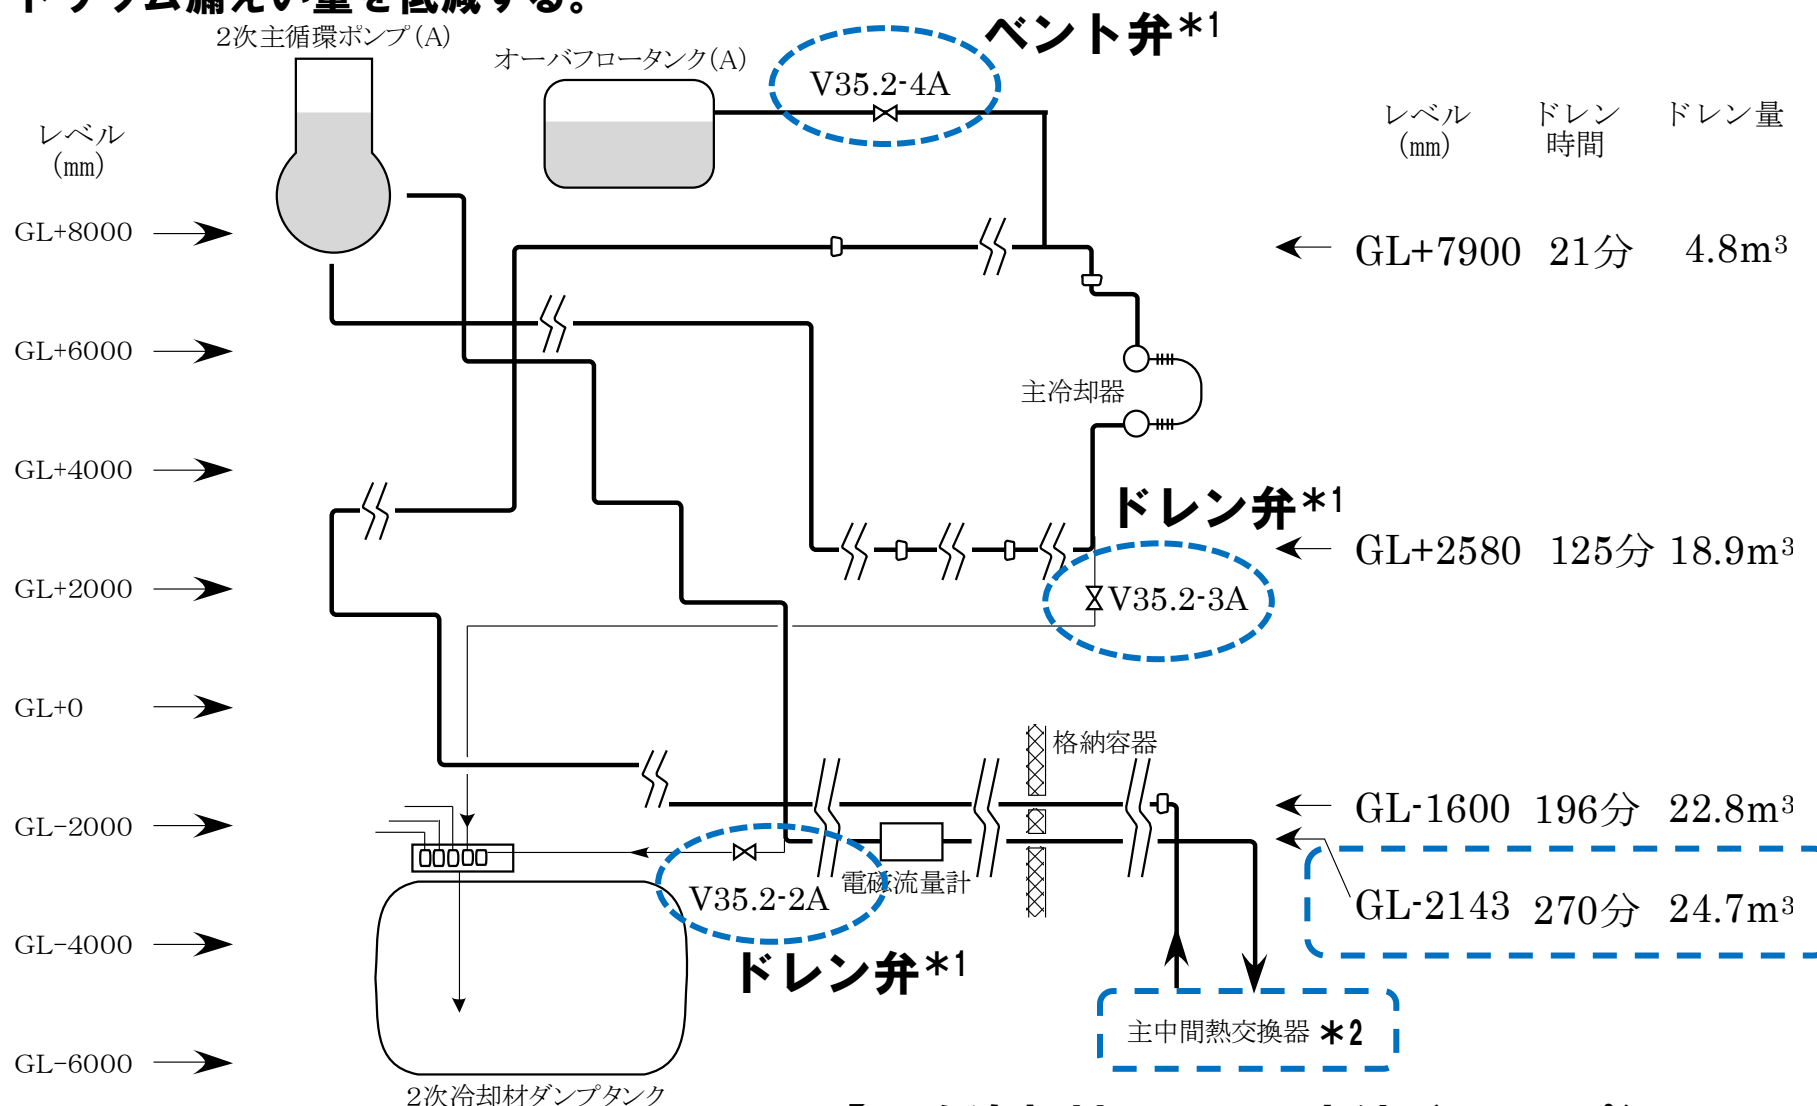 2次主循環ポンプ(A)
オーバフロータンク(A)
ベント弁*1
V35.2-4A
レベル
(mm)
レベル
(mm)
ドレン
時間
ドレン量
GL+8000
GL+7900 21分 4.8m³
GL+6000
主冷却器
GL+4000
ドレン弁*1
GL+2580 125分 18.9m³
GL+2000
V35.2-3A
GL+0
格納容器
GL-1600 196分 22.8m³
GL-2000
電磁流量計
V35.2-2A
GL-2143 270分 24.7m³
GL-4000
ドレン弁*1
主中間熱交換器 *2
GL-6000
2次冷却材ダンプタンク